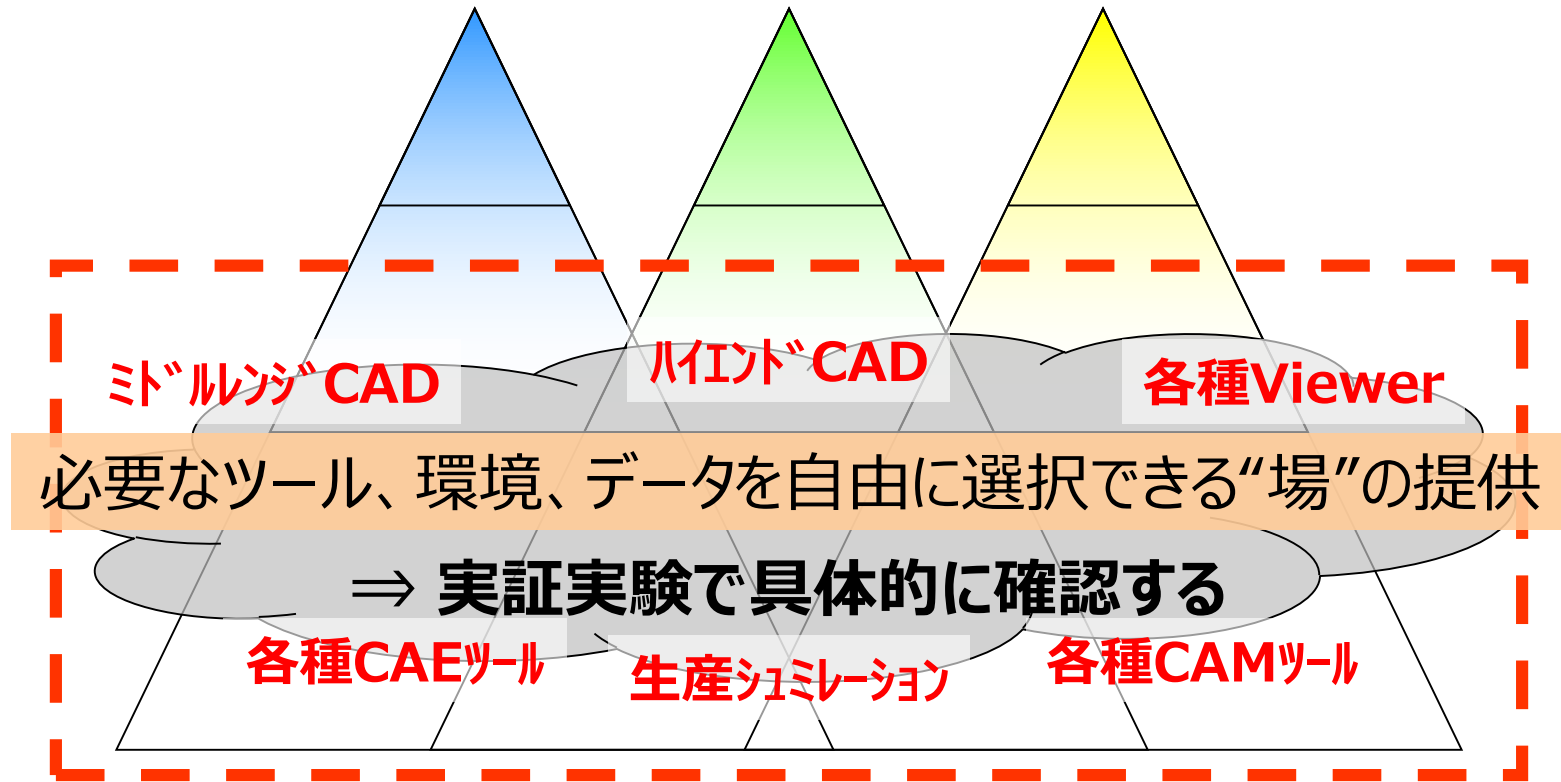 ハイエンドCAD
ミドルレンジCAD
各種Viewer
必要なツール、環境、データを自由に選択できる“場”の提供
⇒ 実証実験で具体的に確認する
各種CAEツール
生産シュミレーション
各種CAMツール